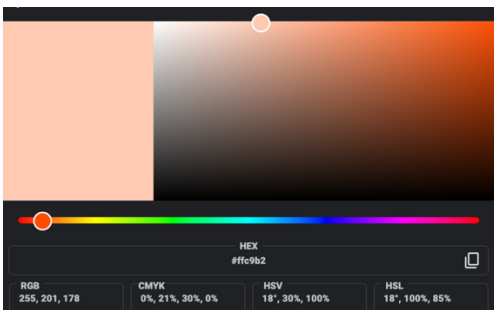 HEX
#ffc9b2
RGB
255, 201, 178
CMYK
0%, 21%, 30%, 0%
HSV
18°, 30%, 100%
HSL
18°, 100%, 85%